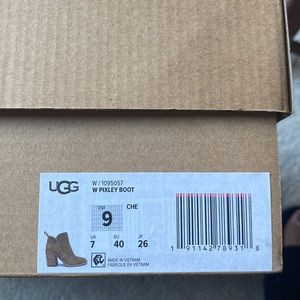 UGG
W / 1095057
W PIXLEY BOOT
USA
9
CHE
UK EU JP
7 40 26
1 91142 78931 8
MADE IN VIETNAM
FABRIQUÉ EN VIETNAM